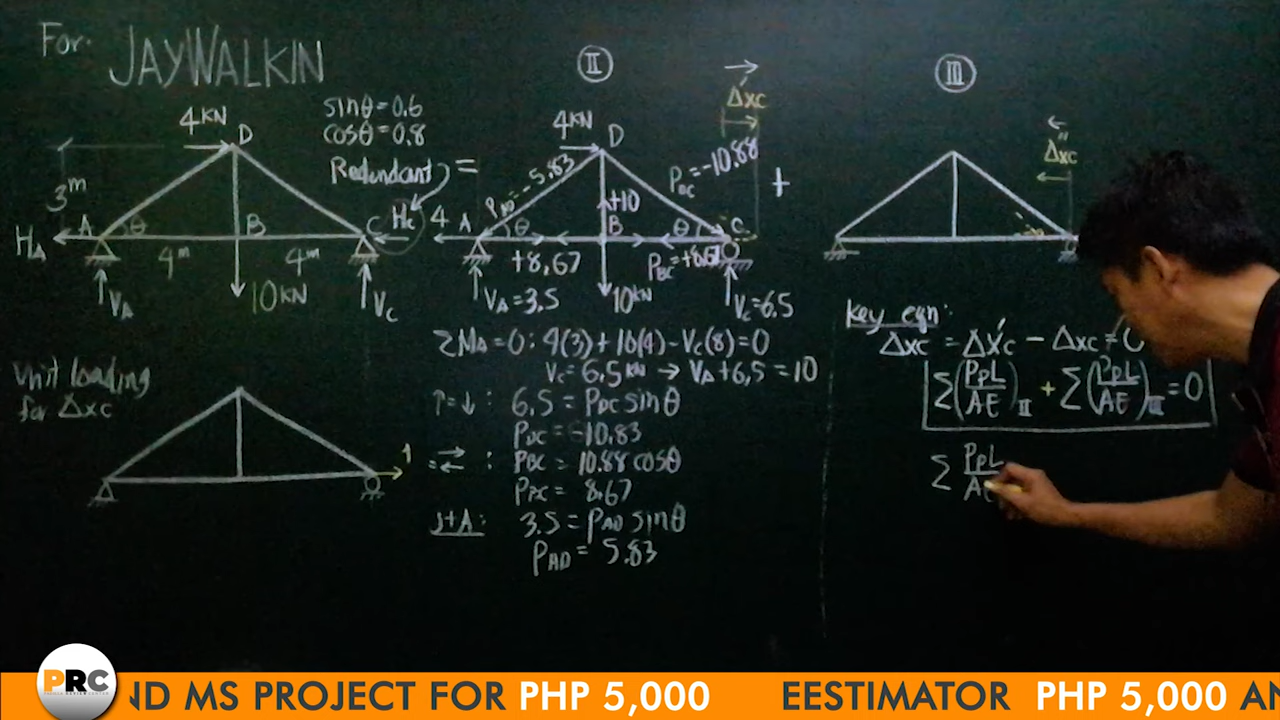 For: JAYWALKIN
4KN
D
sinθ=0.6
cosθ=0.8
Redundant
=
3m
HA
A
θ
B
C
Hc
4m
4m
VA
10KN
Vc
Unit loading
for Δxc
1
II
Δ'xc
4KN
D
PAD=-5.83
PDC=-10.88
+10
4
A
θ
B
θ
C
+8.67
PBC=+8.67
VA=3.5
10KN
Vc=6.5
+
ΣMA=0: 4(3)+10(4)-Vc(8)=0
Vc=6.5KN → VA+6.5=10
↑=↓: 6.5=PDC sinθ
PDC=-10.83
=⇄: PBC=10.88cosθ
PBC=8.67
J+A: 3.5=PAD sinθ
PAD=5.83
III
Δ"xc
key eqn:
Δxc=Δ'xc-Δxc=0
Σ(PpL/AE)II+Σ(PpL/AE)III=0
Σ PpL/AE
PRC
ND MS PROJECT FOR PHP 5,000 EESTIMATOR PHP 5,000 AN